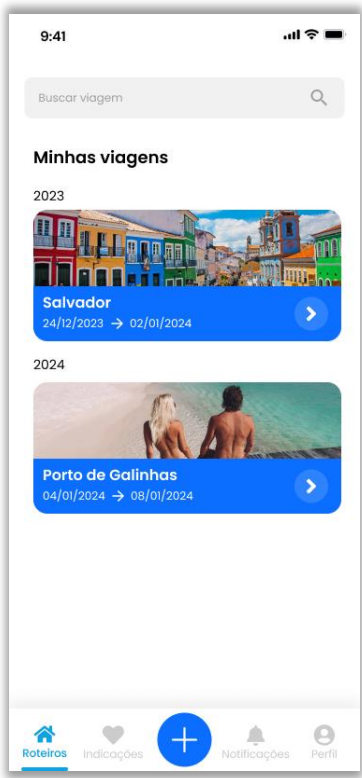 9:41
Buscar viagem
Minhas viagens
2023
Salvador
24/12/2023 → 02/01/2024
2024
Porto de Galinhas
04/01/2024 → 08/01/2024
Roteiros Indicações Notificações Perfil